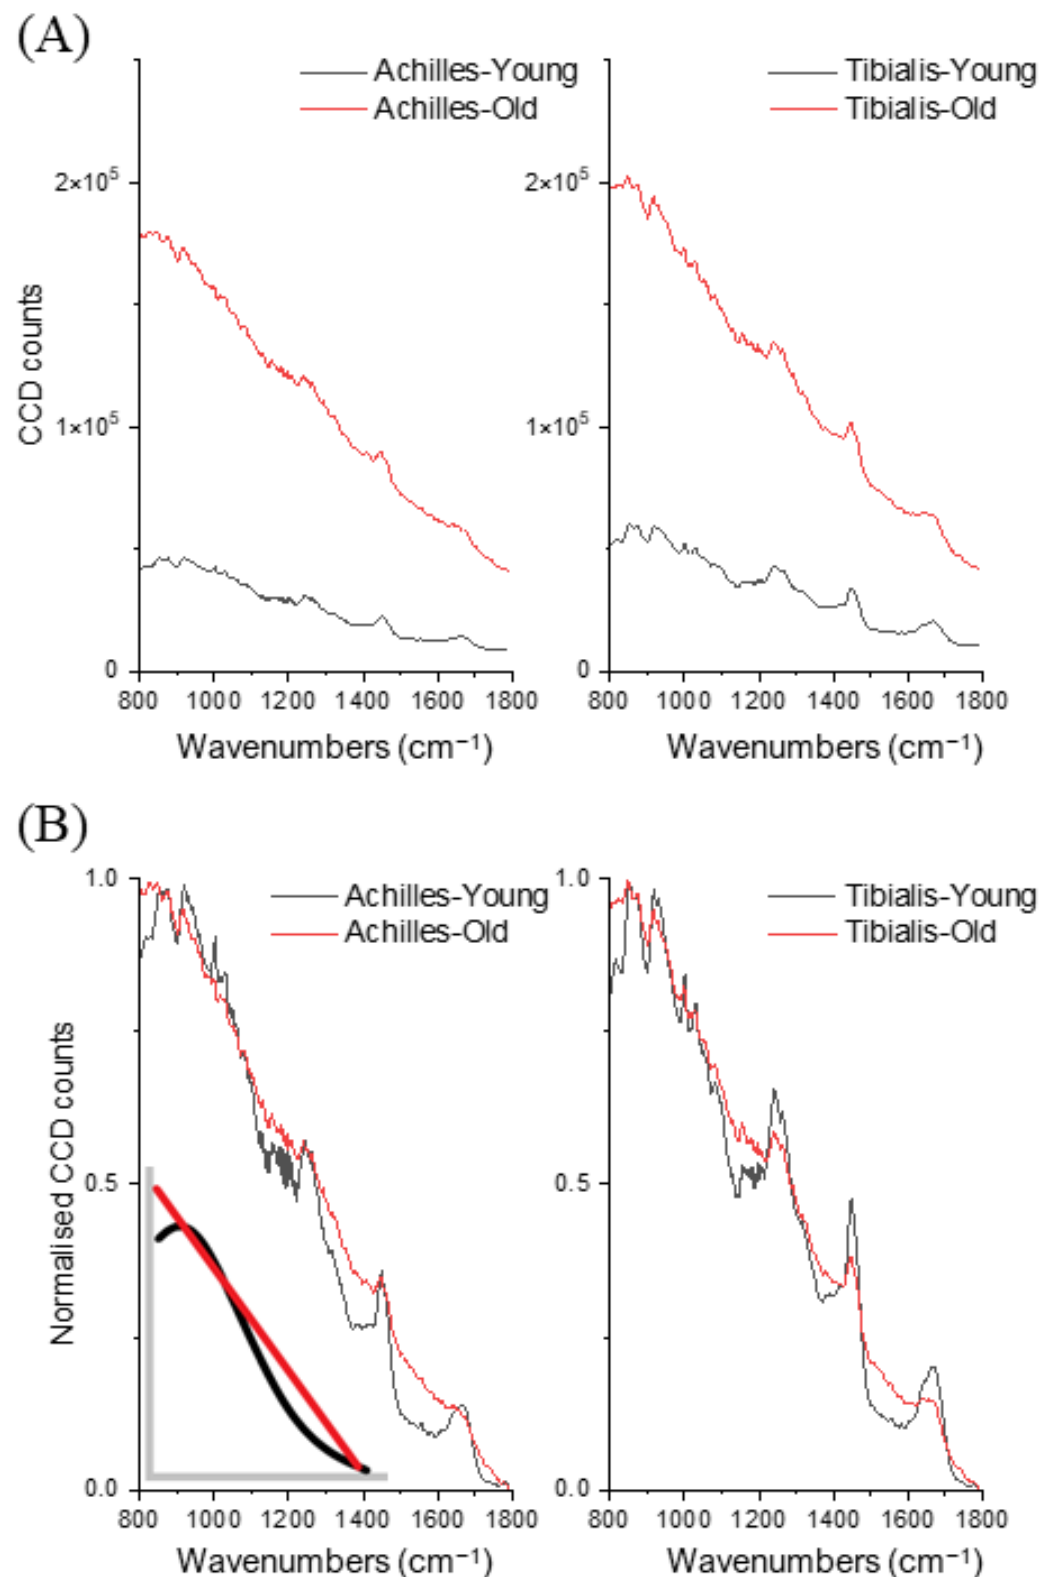 (A)
Achilles-Young
Achilles-Old
2×10⁵
1×10⁵
0
CCD counts
800 1000 1200 1400 1600 1800
Wavenumbers (cm⁻¹)
Tibialis-Young
Tibialis-Old
2×10⁵
1×10⁵
0
800 1000 1200 1400 1600 1800
Wavenumbers (cm⁻¹)
(B)
Achilles-Young
Achilles-Old
1.0
0.5
0.0
Normalised CCD counts
800 1000 1200 1400 1600 1800
Wavenumbers (cm⁻¹)
Tibialis-Young
Tibialis-Old
1.0
0.5
0.0
800 1000 1200 1400 1600 1800
Wavenumbers (cm⁻¹)